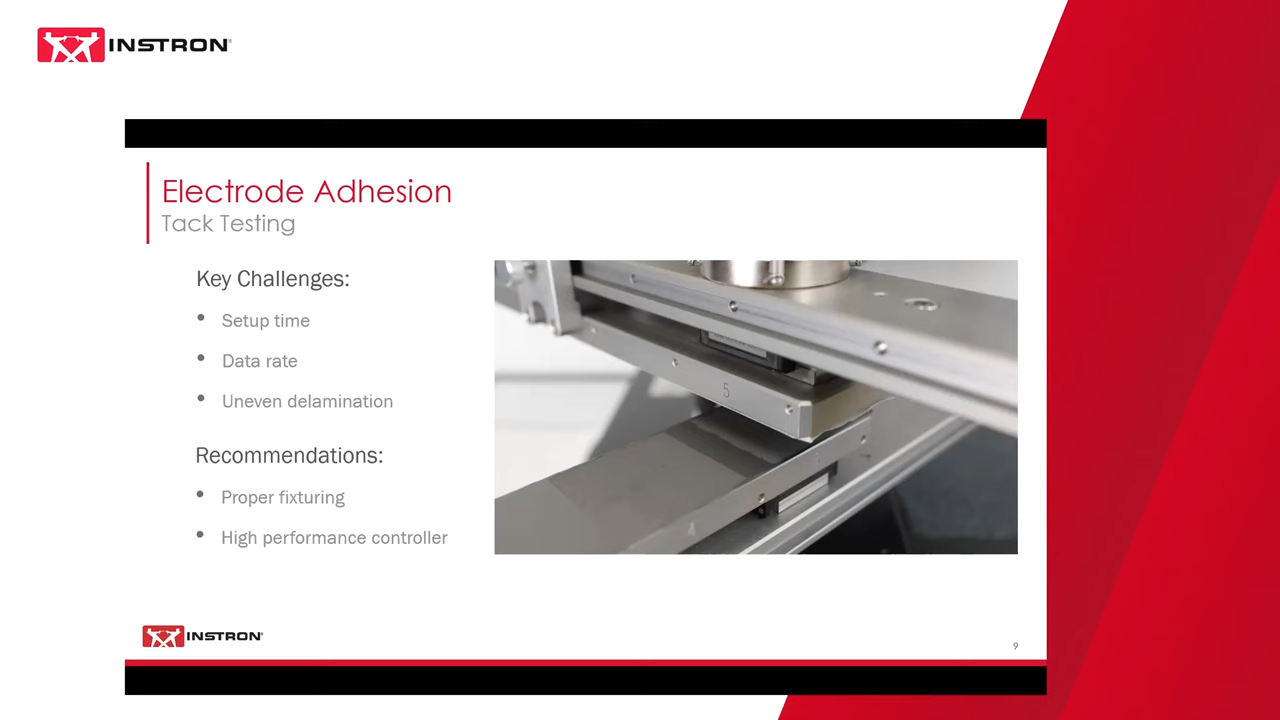 INSTRON®
Electrode Adhesion
Tack Testing
Key Challenges:
• Setup time
• Data rate
• Uneven delamination
Recommendations:
• Proper fixturing
• High performance controller
5
4
INSTRON®
9